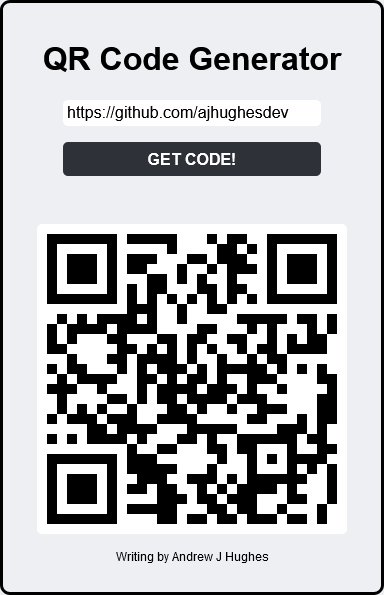 QR Code Generator
https://github.com/ajhughesdev
GET CODE!
Writing by Andrew J Hughes